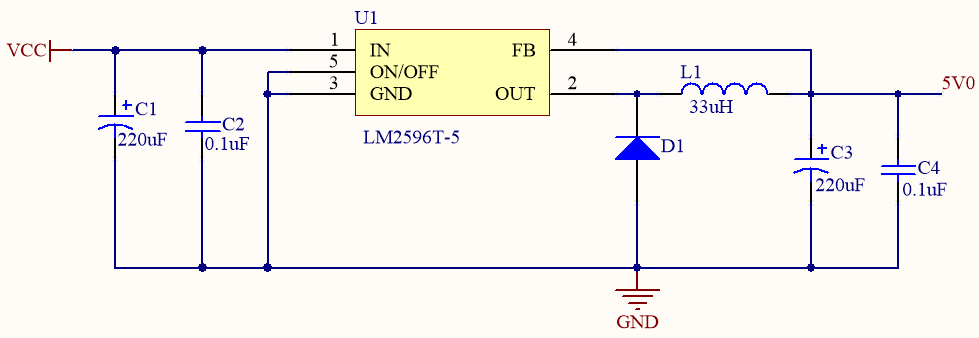 U1
VCC
1
IN
FB
4
5
ON/OFF
3
GND
OUT
2
L1
33uH
5V0
+
C1
220uF
C2
0.1uF
LM2596T-5
D1
+
C3
220uF
C4
0.1uF
GND